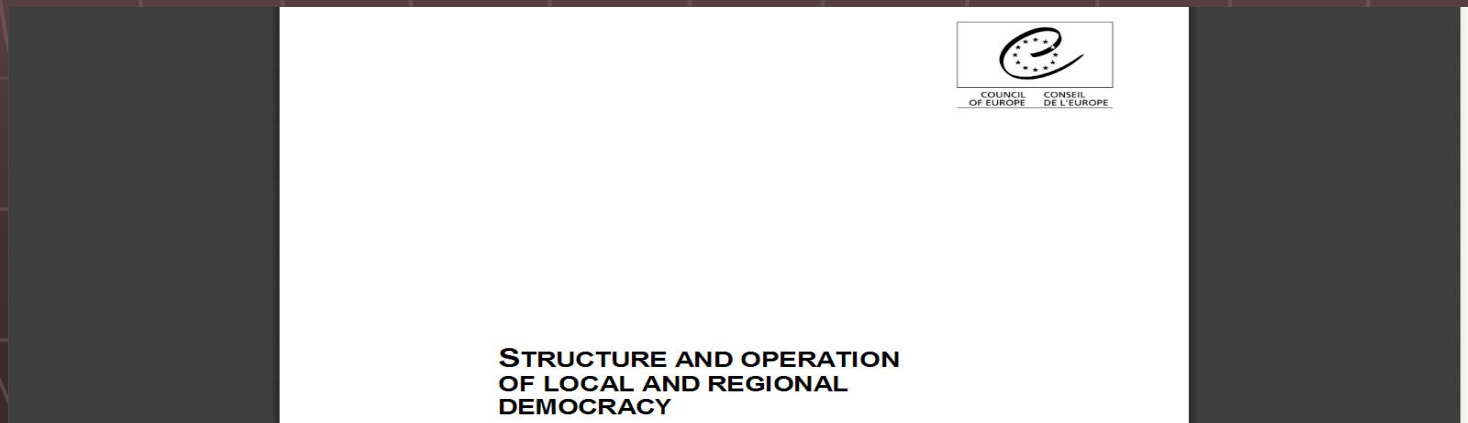 COUNCIL OF EUROPE
CONSEIL DE L'EUROPE
STRUCTURE AND OPERATION
OF LOCAL AND REGIONAL
DEMOCRACY